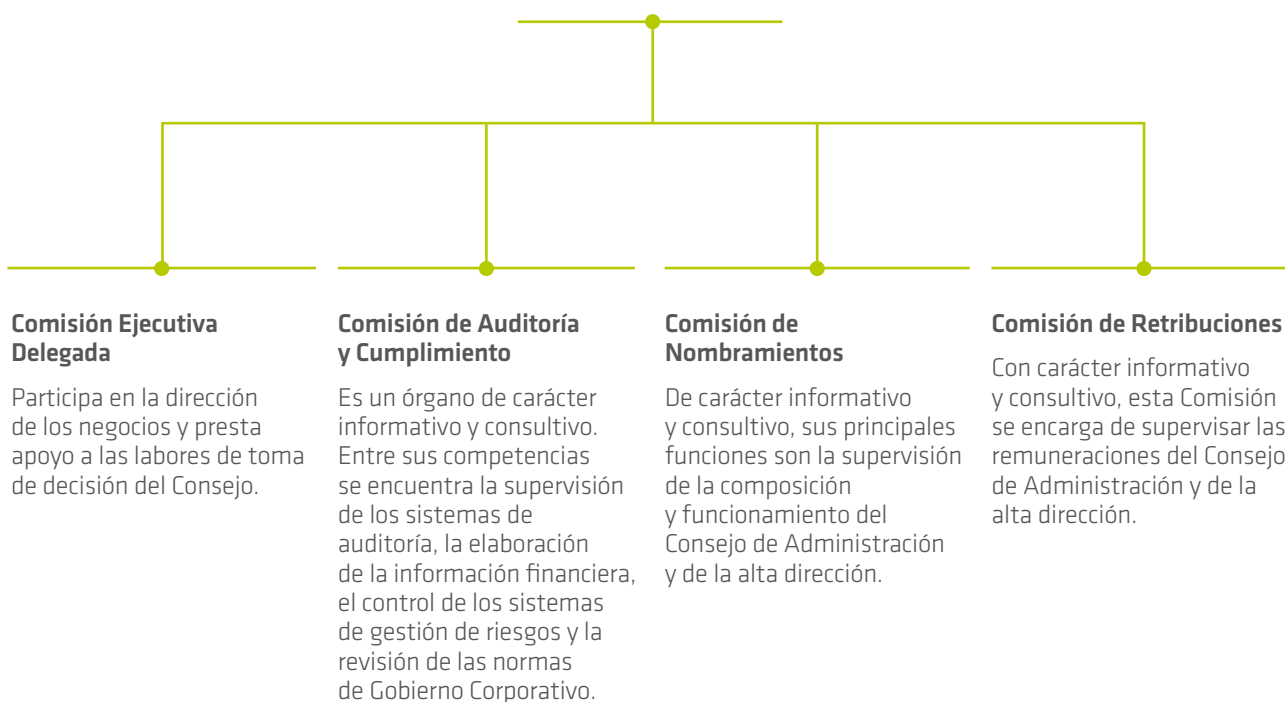 Comisión Ejecutiva
Delegada
Participa en la dirección
de los negocios y presta
apoyo a las labores de toma
de decisión del Consejo.
Comisión de Auditoría
y Cumplimiento
Es un órgano de carácter
informativo y consultivo.
Entre sus competencias
se encuentra la supervisión
de los sistemas de
auditoría, la elaboración
de la información financiera,
el control de los sistemas
de gestión de riesgos y la
revisión de las normas
de Gobierno Corporativo.
Comisión de
Nombramientos
De carácter informativo
y consultivo, sus principales
funciones son la supervisión
de la composición
y funcionamiento del
Consejo de Administración
y de la alta dirección.
Comisión de Retribuciones
Con carácter informativo
y consultivo, esta Comisión
se encarga de supervisar las
remuneraciones del Consejo
de Administración y de la
alta dirección.